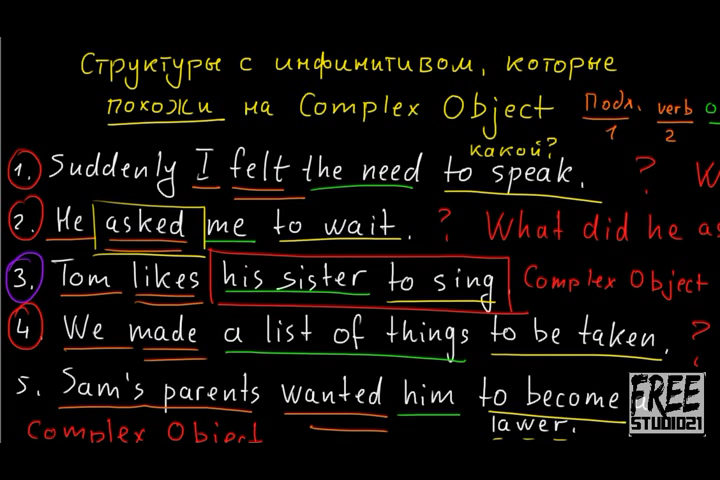 Структуры с инфинитивом, которые
похожи на Complex Object Подл. verb
1 2
какой?
1. Suddenly I felt the need to speak. ?
2. He asked me to wait. ? What did he as
3. Tom likes his sister to sing. Complex Object
4. We made a list of things to be taken. ?
5. Sam's parents wanted him to become a
lawer.
Complex Object
FREE
STUDIO21